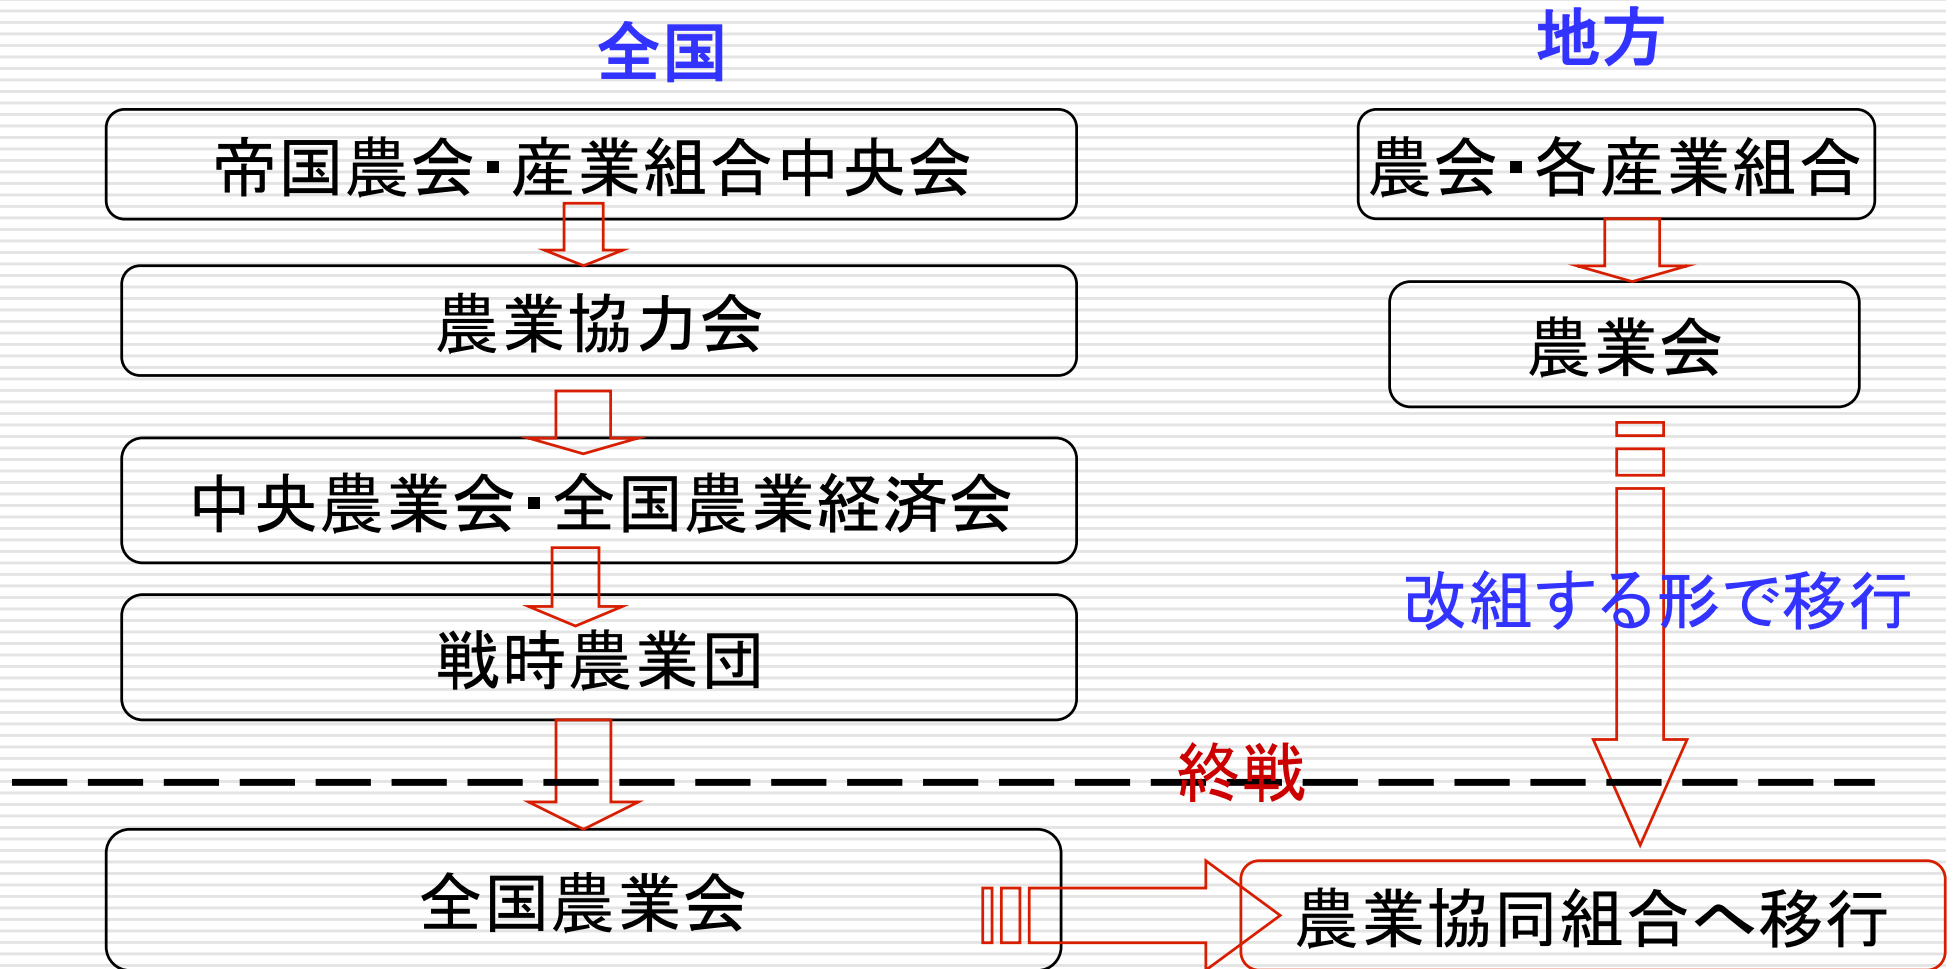 全国
地方
帝国農会・産業組合中央会
農会・各産業組合
農業協力会
農業会
中央農業会・全国農業経済会
改組する形で移行
戦時農業団
終戦
全国農業会
農業協同組合へ移行